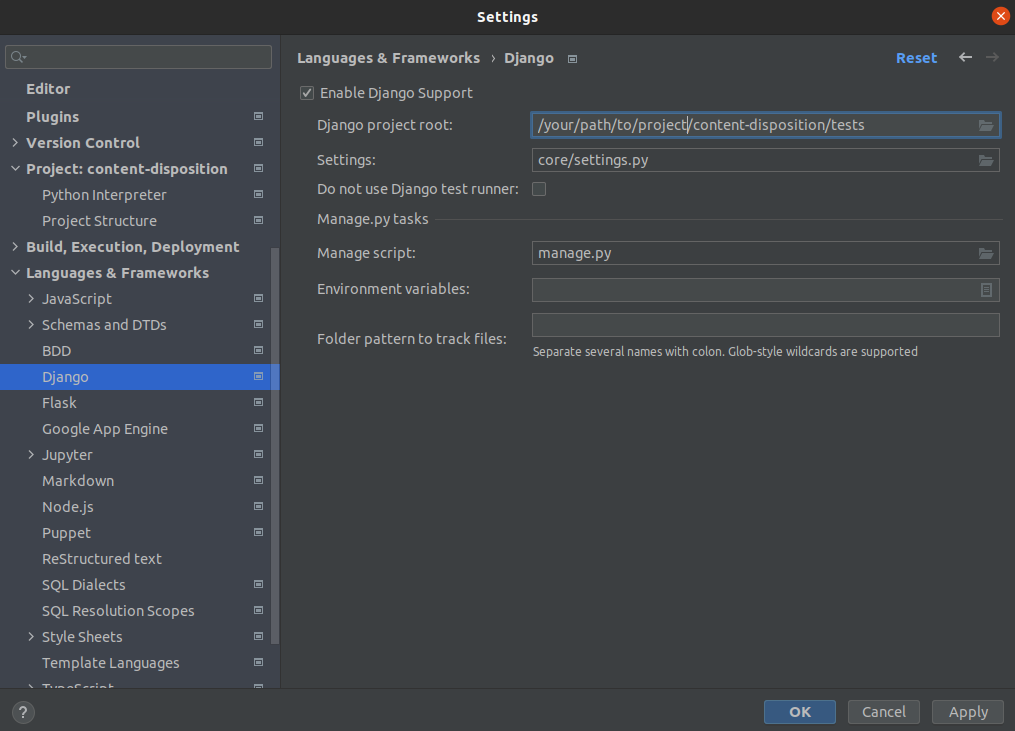 Settings
Editor
Plugins
Version Control
Project: content-disposition
Python Interpreter
Project Structure
Build, Execution, Deployment
Languages & Frameworks
JavaScript
Schemas and DTDs
BDD
Django
Flask
Google App Engine
Jupyter
Markdown
Node.js
Puppet
ReStructured text
SQL Dialects
SQL Resolution Scopes
Style Sheets
Template Languages
TypeScript
Languages & Frameworks › Django
Reset
Enable Django Support
Django project root: /your/path/to/project/content-disposition/tests
Settings: core/settings.py
Do not use Django test runner:
Manage.py tasks
Manage script: manage.py
Environment variables:
Folder pattern to track files:
Separate several names with colon. Glob-style wildcards are supported
? OK Cancel Apply